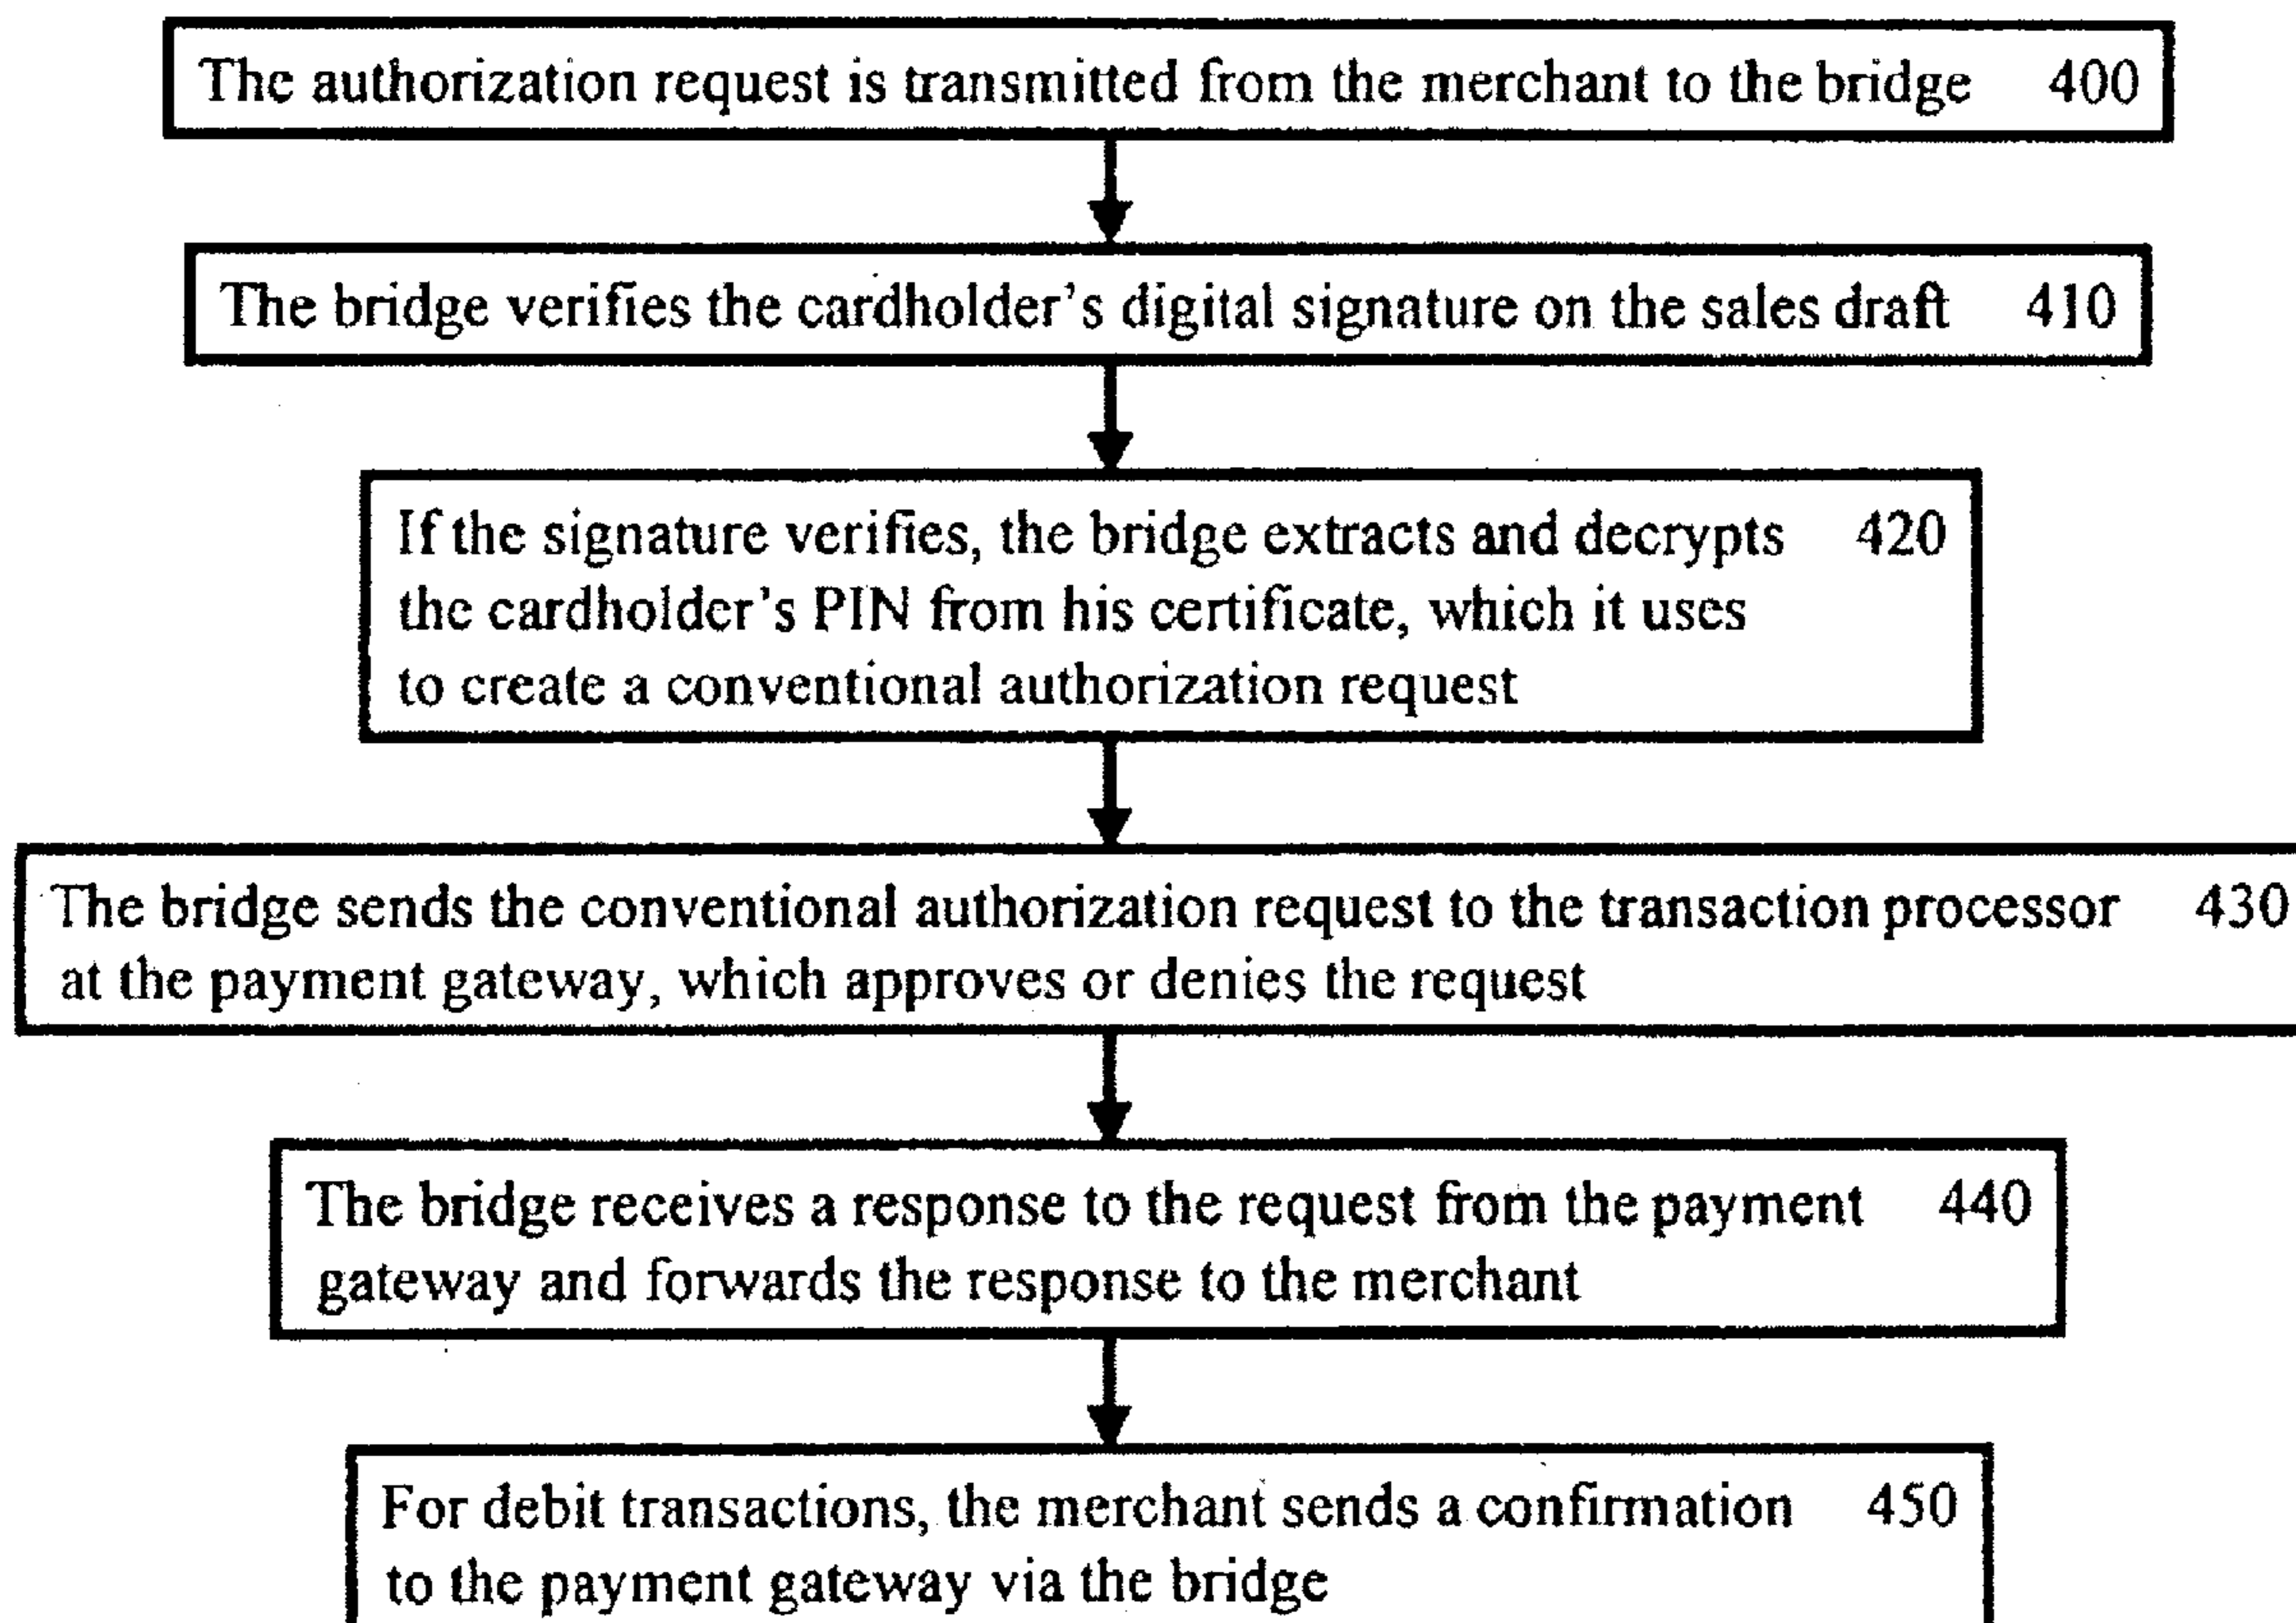 The authorization request is transmitted from the merchant to the bridge 400
The bridge verifies the cardholder's digital signature on the sales draft 410
If the signature verifies, the bridge extracts and decrypts 420
the cardholder's PIN from his certificate, which it uses
to create a conventional authorization request
The bridge sends the conventional authorization request to the transaction processor 430
at the payment gateway, which approves or denies the request
The bridge receives a response to the request from the payment 440
gateway and forwards the response to the merchant
For debit transactions, the merchant sends a confirmation 450
to the payment gateway via the bridge